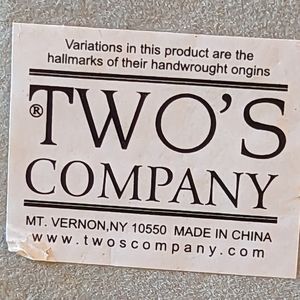 Variations in this product are the
hallmarks of their handwrought origins
®TWO'S
COMPANY
MT. VERNON,NY 10550 MADE IN CHINA
www.twoscompany.com